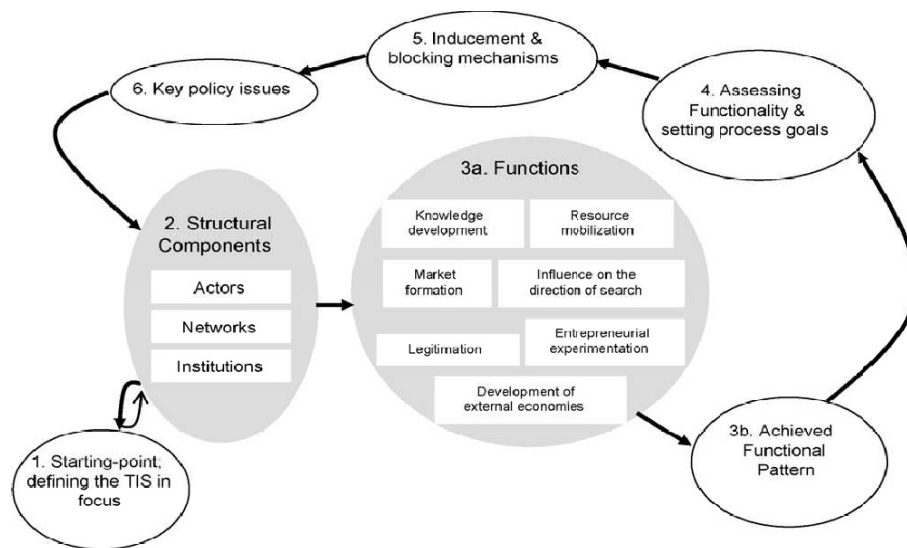 1. Starting-point;
defining the TIS in
focus
2. Structural
Components
Actors
Networks
Institutions
3a. Functions
Knowledge
development
Resource
mobilization
Market
formation
Influence on the
direction of search
Legitimation
Entrepreneurial
experimentation
Development of
external economies
3b. Achieved
Functional
Pattern
4. Assessing
Functionality &
setting process goals
5. Inducement &
blocking mechanisms
6. Key policy issues